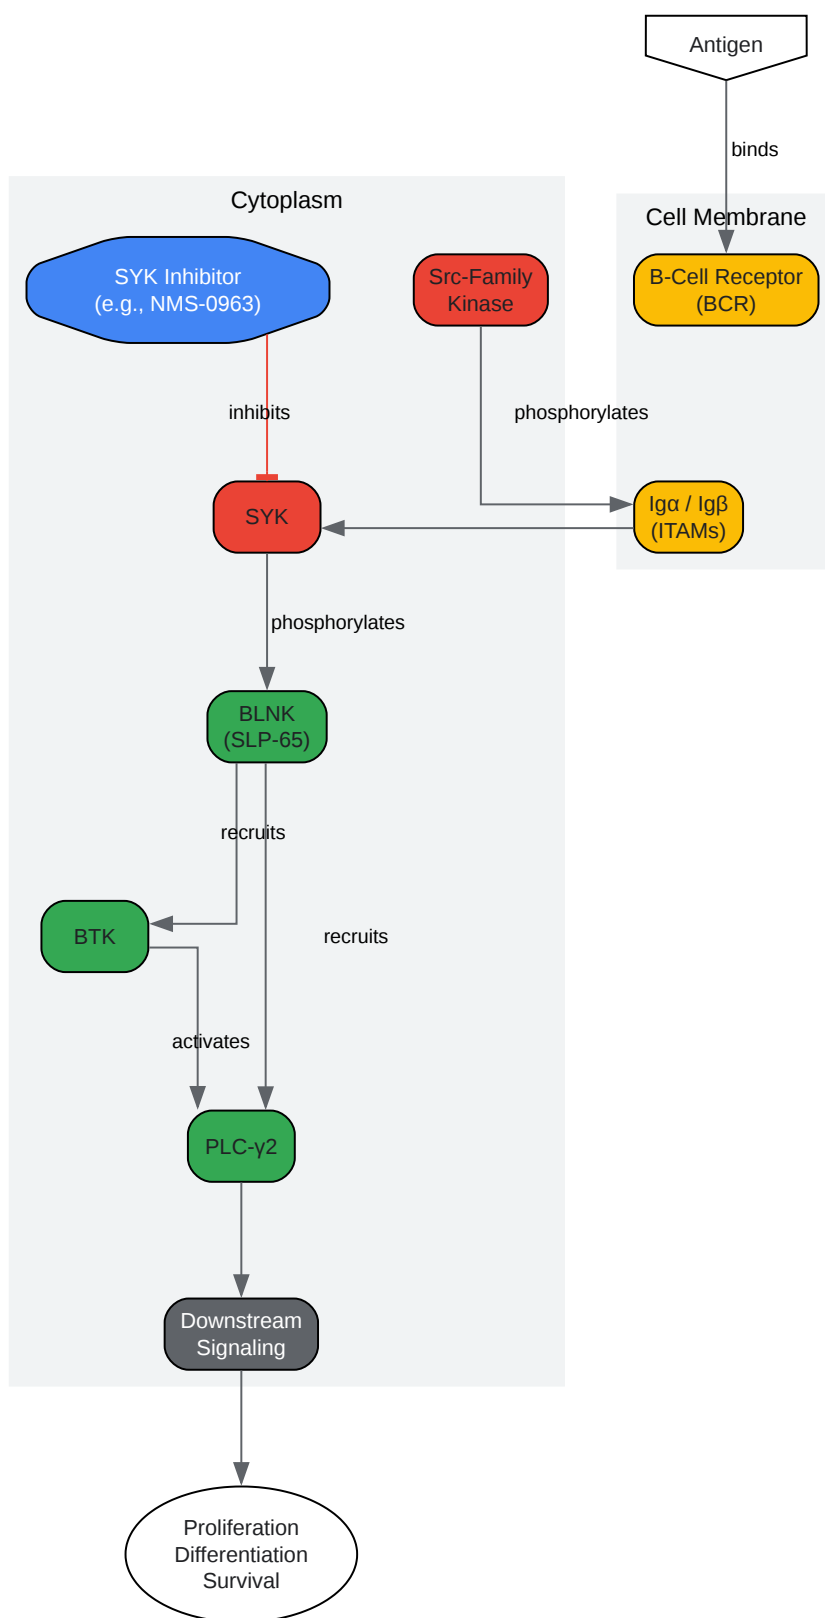 Antigen
binds
Cytoplasm
Cell Membrane
SYK Inhibitor
(e.g., NMS-0963)
Src-Family
Kinase
B-Cell Receptor
(BCR)
inhibits
phosphorylates
SYK
Igα / Igβ
(ITAMs)
phosphorylates
BLNK
(SLP-65)
recruits
BTK
recruits
activates
PLC-γ2
Downstream
Signaling
Proliferation
Differentiation
Survival